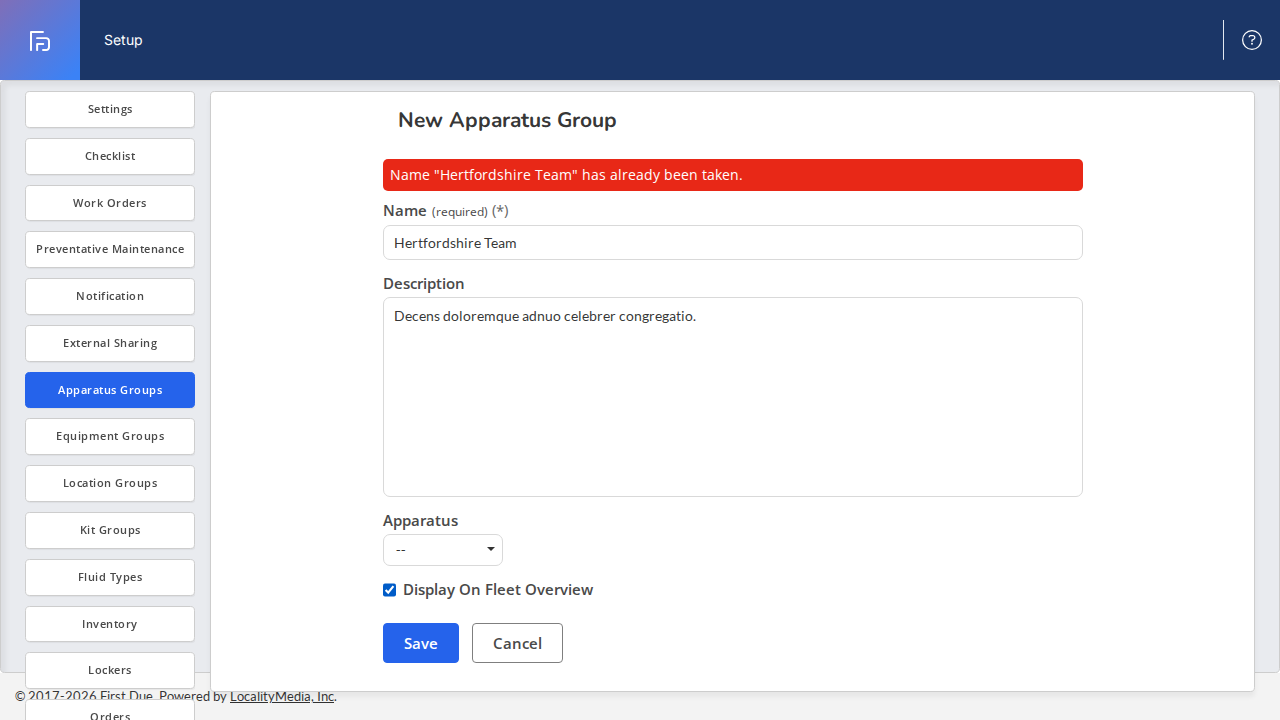 Setup
Settings
Checklist
Work Orders
Preventative Maintenance
Notification
External Sharing
Apparatus Groups
Equipment Groups
Location Groups
Kit Groups
Fluid Types
Inventory
Lockers
Orders
New Apparatus Group
Name "Hertfordshire Team" has already been taken.
Name (required) (*)
Hertfordshire Team
Description
Decens doloremque adnuo celebrer congregatio.
Apparatus
--
Display On Fleet Overview
Save Cancel
© 2017-2026 First Due. Powered by LocalityMedia, Inc.